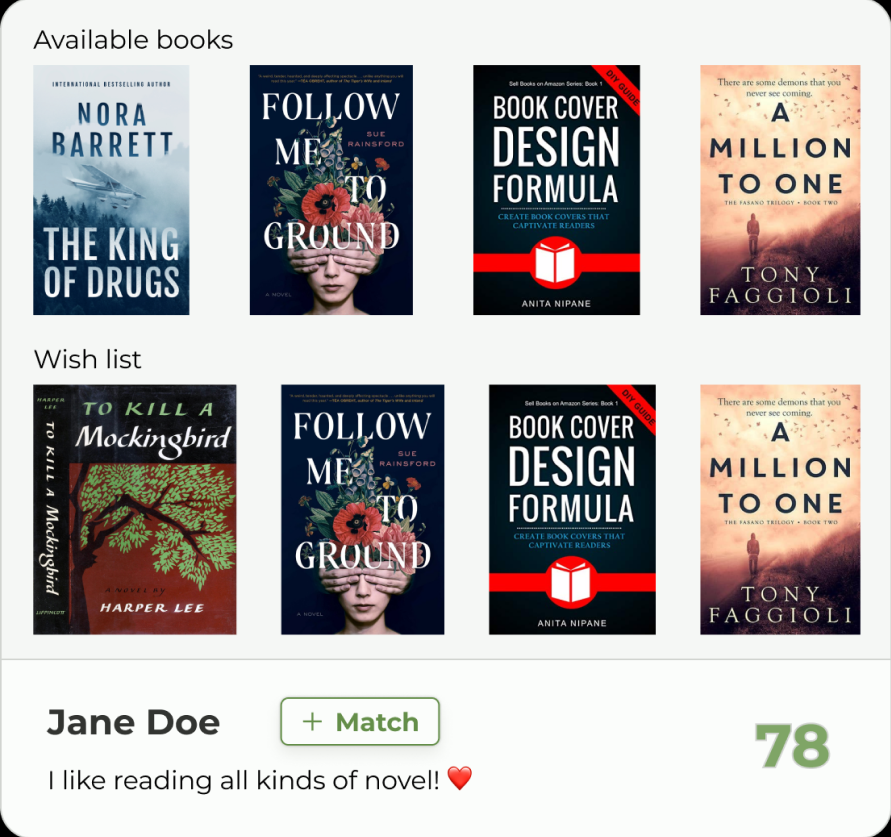 Available books
INTERNATIONAL BESTSELLING AUTHOR
NORA
BARRETT
THE KING
OF DRUGS
FOLLOW
ME
SUE
RAINSFORD
TO
GROUND
A NOVEL
Sell Books on Amazon Series: Book 1
DIY GUIDE
BOOK COVER
DESIGN
FORMULA
CREATE BOOK COVERS THAT
CAPTIVATE READERS
ANITA NIPANE
There are some demons that you
never see coming.
A
MILLION
TO ONE
THE FASANO TRILOGY • BOOK TWO
TONY
FAGGIOLI
Wish list
HARPER
LEE
TO KILL A Mockingbird
LIPPINCOTT
TO KILL A
Mockingbird
A NOVEL BY
HARPER LEE
FOLLOW
ME
SUE
RAINSFORD
TO
GROUND
A NOVEL
Sell Books on Amazon Series: Book 1
DIY GUIDE
BOOK COVER
DESIGN
FORMULA
CREATE BOOK COVERS THAT
CAPTIVATE READERS
ANITA NIPANE
There are some demons that you
never see coming.
A
MILLION
TO ONE
THE FASANO TRILOGY • BOOK TWO
TONY
FAGGIOLI
Jane Doe
+ Match
78
I like reading all kinds of novel! ❤️